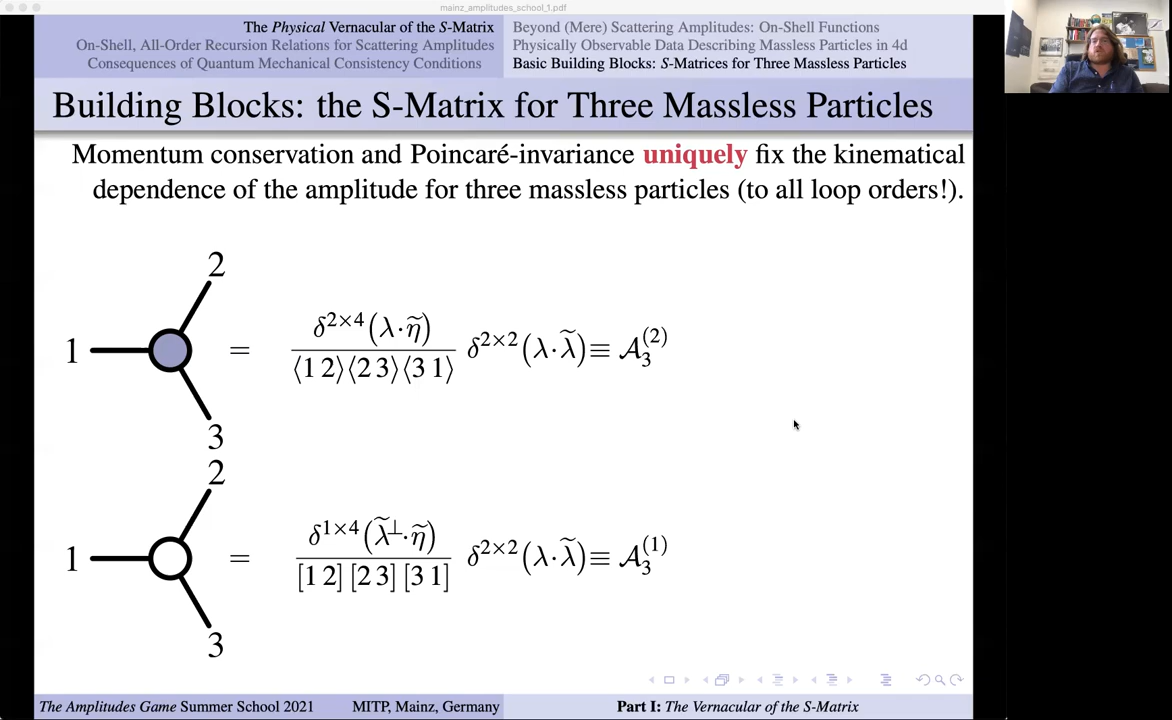 mainz_amplitudes_school_1.pdf
The Physical Vernacular of the S-Matrix
On-Shell, All-Order Recursion Relations for Scattering Amplitudes
Consequences of Quantum Mechanical Consistency Conditions
Beyond (Mere) Scattering Amplitudes: On-Shell Functions
Physically Observable Data Describing Massless Particles in 4d
Basic Building Blocks: S-Matrices for Three Massless Particles
Building Blocks: the S-Matrix for Three Massless Particles
Momentum conservation and Poincaré-invariance uniquely fix the kinematical
dependence of the amplitude for three massless particles (to all loop orders!).
2
1 = δ^{2×4}(λ·η̃) / ⟨1 2⟩⟨2 3⟩⟨3 1⟩ δ^{2×2}(λ·λ̃) ≡ 𝒜_3^{(2)}
3
2
1 = δ^{1×4}(λ̃^⊥·η̃) / [1 2][2 3][3 1] δ^{2×2}(λ·λ̃) ≡ 𝒜_3^{(1)}
3
The Amplitudes Game Summer School 2021 MITP, Mainz, Germany
Part I: The Vernacular of the S-Matrix